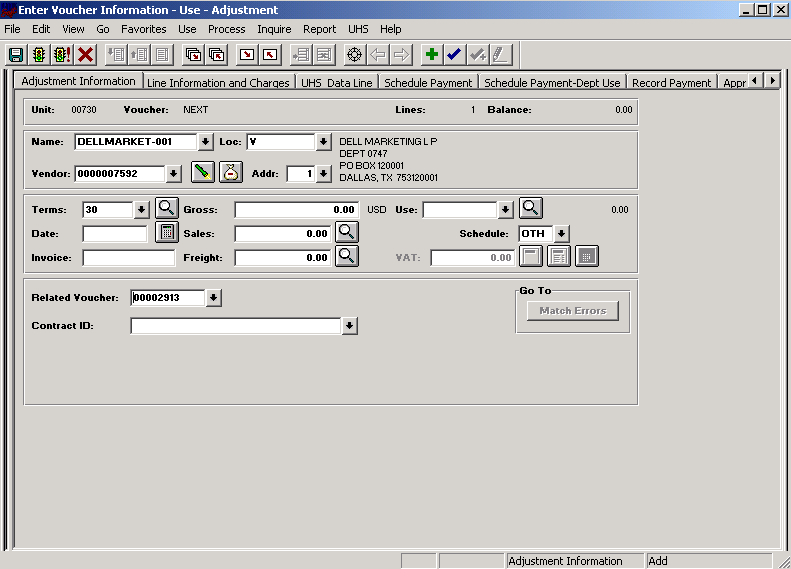 Enter Voucher Information - Use - Adjustment
File Edit View Go Favorites Use Process Inquire Report UHS Help
Adjustment Information Line Information and Charges UHS Data Line Schedule Payment Schedule Payment-Dept Use Record Payment Appr
Unit: 00730 Voucher: NEXT Lines: 1 Balance: 0.00
Name: DELLMARKET-001 Loc: V DELL MARKETING L P
DEPT 0747
Vendor: 0000007592 Addr: 1 PO BOX 120001
DALLAS, TX 753120001
Terms: 30 Gross: 0.00 USD Use: 0.00
Date: Sales: 0.00 Schedule: OTH
Invoice: Freight: 0.00 VAT: 0.00
Related Voucher: 00002913 Go To
Match Errors
Contract ID:
Adjustment Information Add